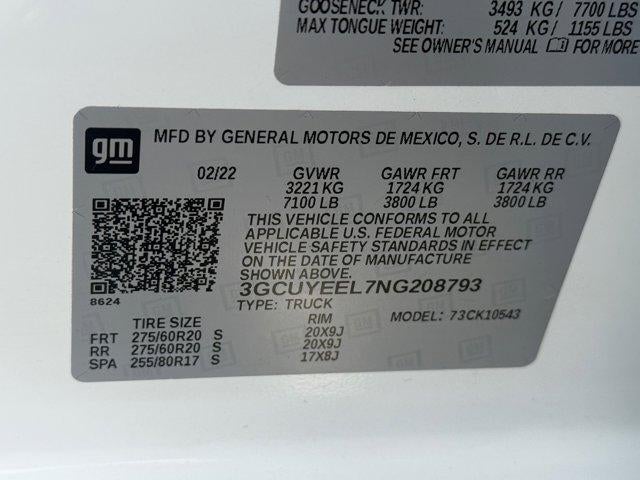 GOOSENECK TWR: 3493 KG / 7700 LBS
MAX TONGUE WEIGHT: 524 KG / 1155 LBS
SEE OWNER'S MANUAL FOR MORE
gm
MFD BY GENERAL MOTORS DE MEXICO, S. DE R.L. DE C.V.
02/22 GVWR GAWR FRT GAWR RR
3221 KG 1724 KG 1724 KG
7100 LB 3800 LB 3800 LB
THIS VEHICLE CONFORMS TO ALL
APPLICABLE U.S. FEDERAL MOTOR
VEHICLE SAFETY STANDARDS IN EFFECT
ON THE DATE OF MANUFACTURE
SHOWN ABOVE.
3GCUYEEL7NG208793
8624
TYPE: TRUCK MODEL: 73CK10543
TIRE SIZE RIM
FRT 275/60R20 S 20X9J
RR 275/60R20 S 20X9J
SPA 255/80R17 S 17X8J